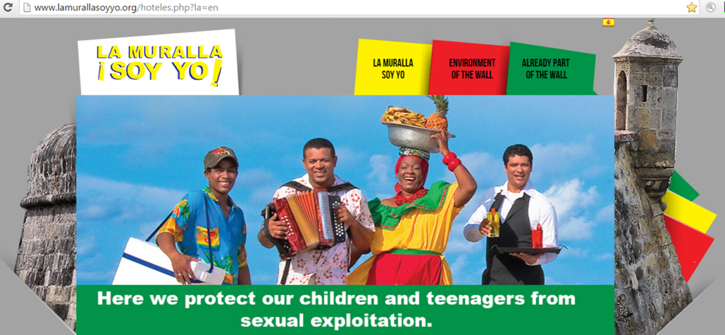 www.lamurallasoyyo.org/hoteles.php?la=en
LA MURALLA
¡SOY YO!
LA MURALLA
SOY YO
ENVIRONMENT
OF THE WALL
ALREADY PART
OF THE WALL
Here we protect our children and teenagers from
sexual exploitation.